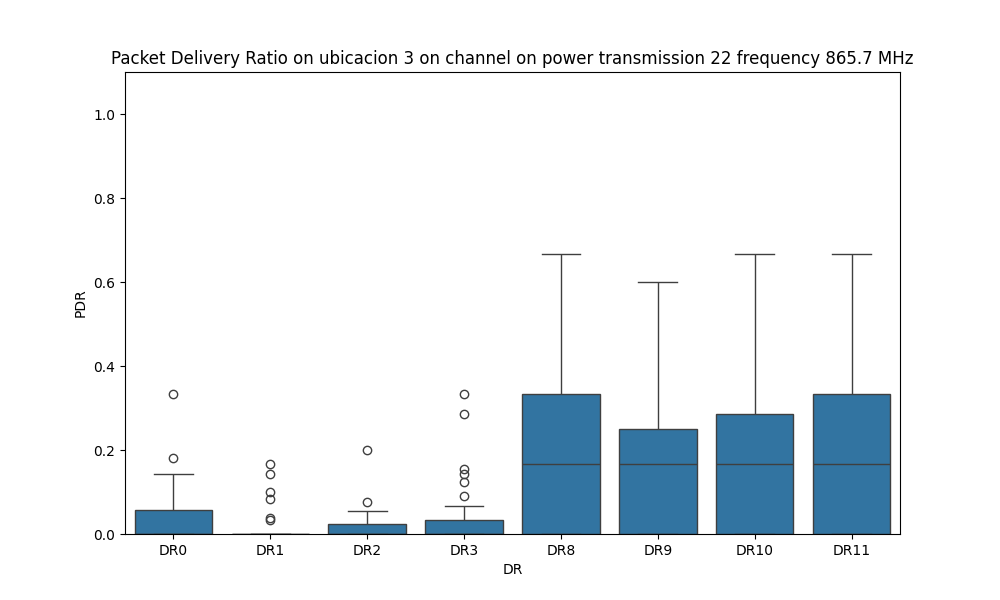 Packet Delivery Ratio on ubicacion 3 on channel on power transmission 22 frequency 865.7 MHz
1.0
0.8
0.6
0.4
0.2
0.0
PDR
DR0 DR1 DR2 DR3 DR8 DR9 DR10 DR11
DR